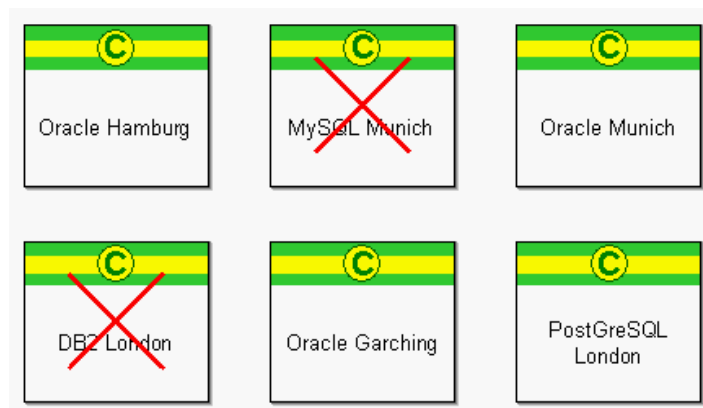 C
C
C
Oracle Hamburg
MySQL Munich
Oracle Munich
C
C
C
DB2 London
Oracle Garching
PostGreSQL
London